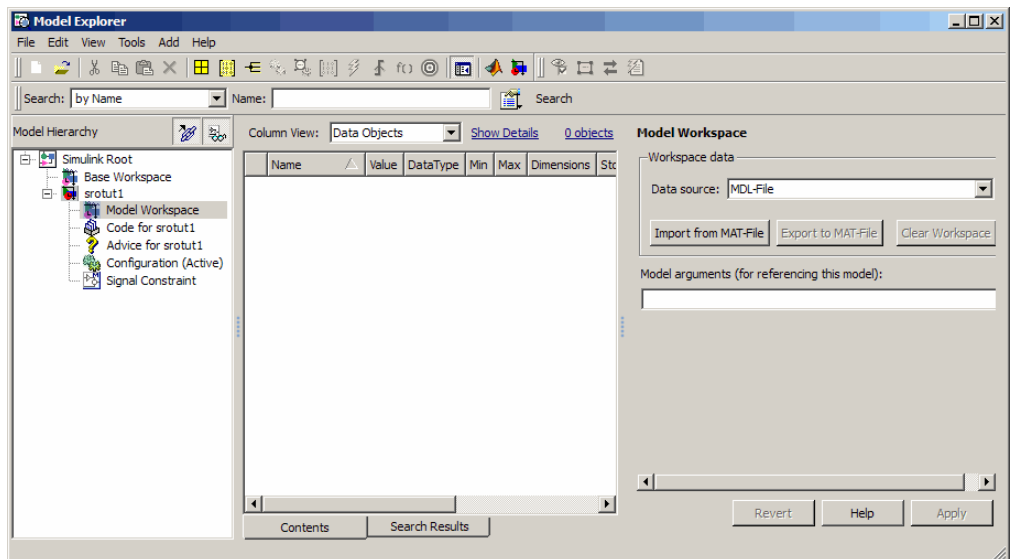 Model Explorer
File Edit View Tools Add Help
f()
Search: by Name Name: Search
Model Hierarchy
Simulink Root
Base Workspace
srotut1
Model Workspace
Code for srotut1
Advice for srotut1
Configuration (Active)
Signal Constraint
Column View: Data Objects Show Details 0 objects
Name Value DataType Min Max Dimensions Sto
Contents Search Results
Model Workspace
Workspace data
Data source: MDL-File
Import from MAT-File Export to MAT-File Clear Workspace
Model arguments (for referencing this model):
Revert Help Apply